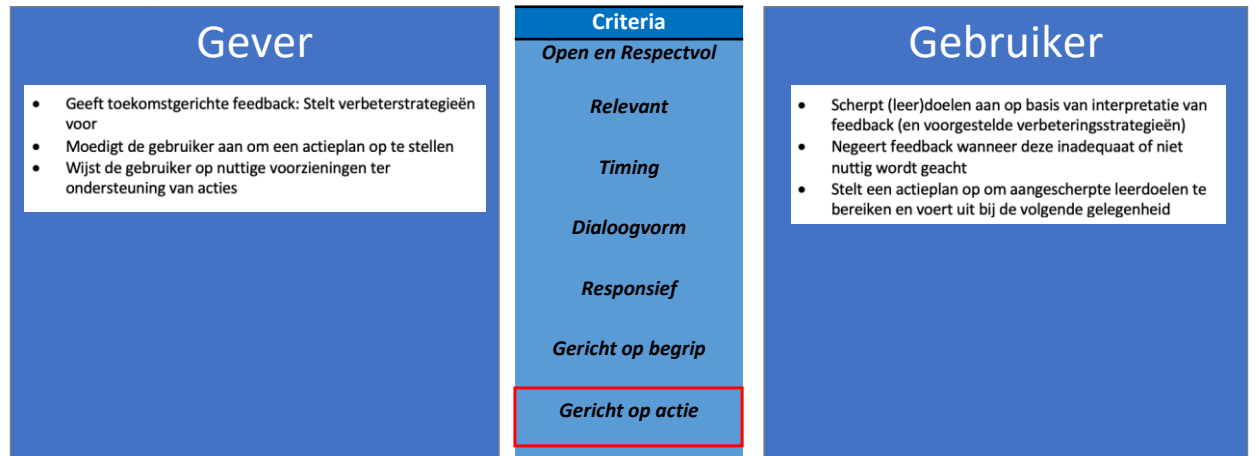 Gever
• Geeft toekomstgerichte feedback: Stelt verbeterstrategieën
voor
• Moedigt de gebruiker aan om een actieplan op te stellen
• Wijst de gebruiker op nuttige voorzieningen ter
ondersteuning van acties
Criteria
Open en Respectvol
Relevant
Timing
Dialoogvorm
Responsief
Gericht op begrip
Gericht op actie
Gebruiker
• Scherpt (leer)doelen aan op basis van interpretatie van
feedback (en voorgestelde verbeteringsstrategieën)
• Negeert feedback wanneer deze inadequaat of niet
nuttig wordt geacht
• Stelt een actieplan op om aangescherpte leerdoelen te
bereiken en voert uit bij de volgende gelegenheid